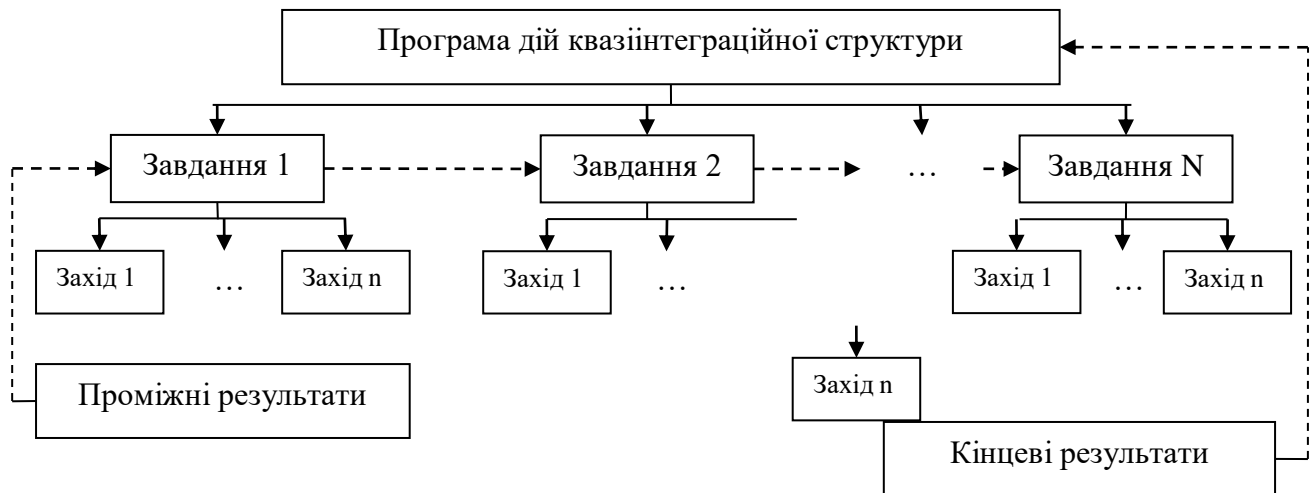 Програма дій квазіінтеграційної структури
Завдання 1
Завдання 2
…
Завдання N
Захід 1
…
Захід n
Захід 1
…
Захід 1
…
Захід n
Проміжні результати
Захід n
Кінцеві результати